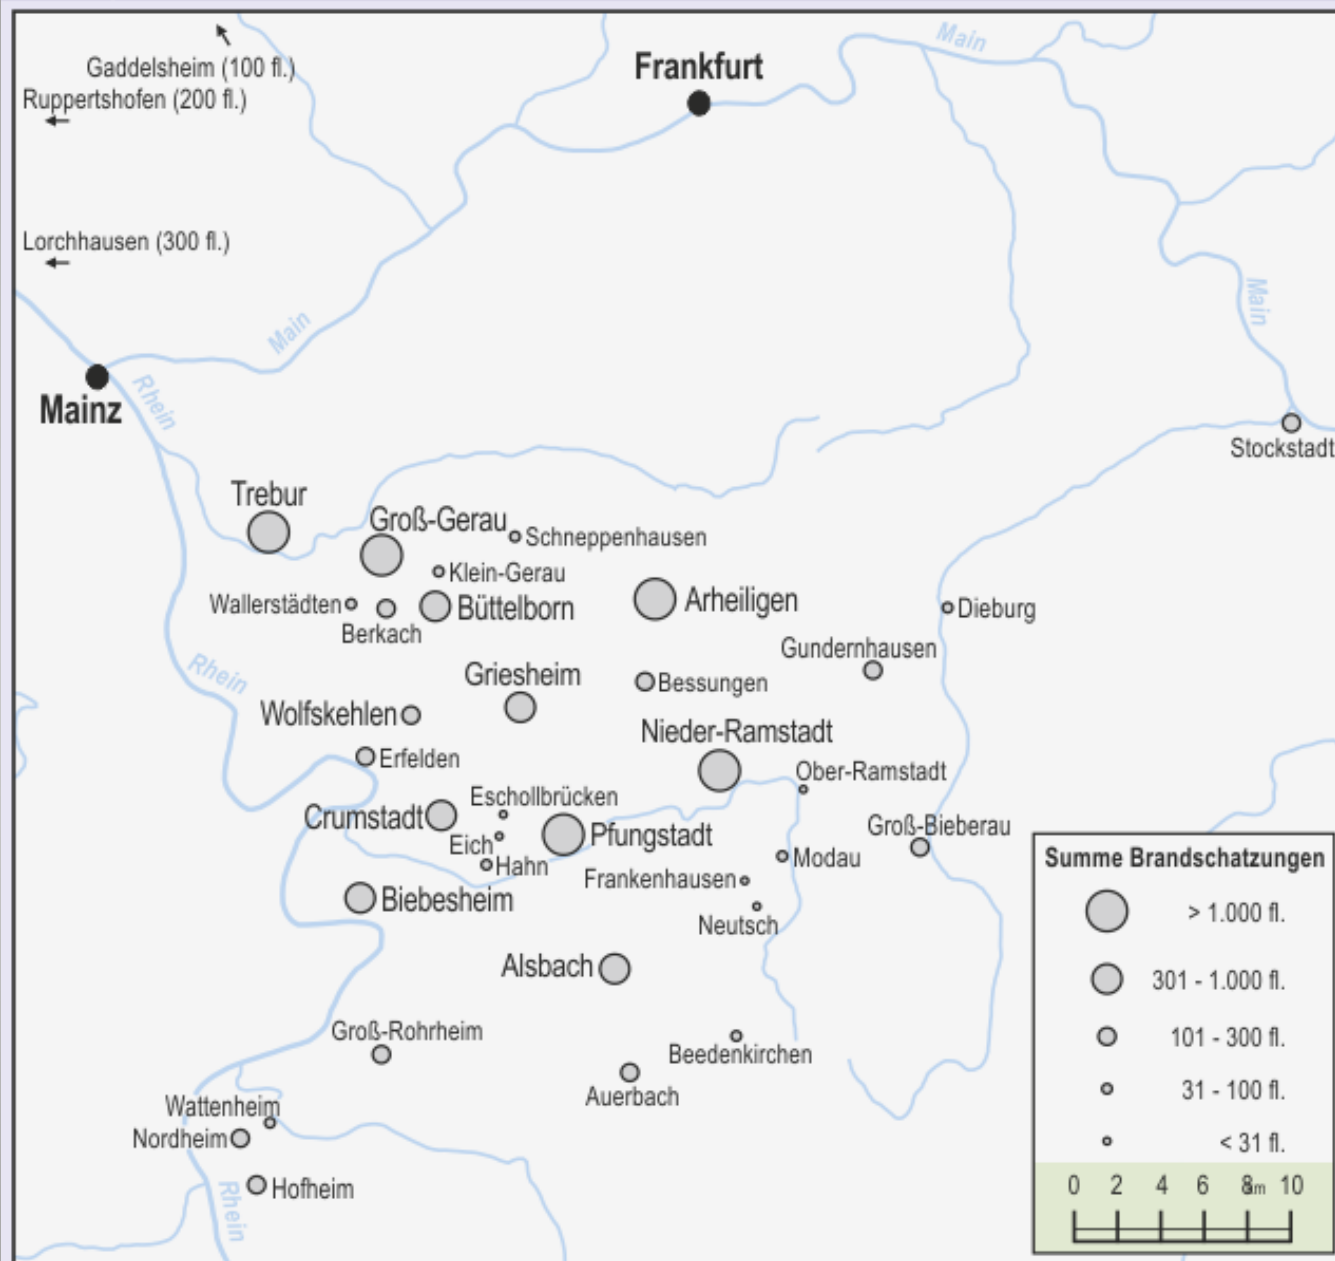 Main
Frankfurt
Gaddelsheim (100 fl.)
Ruppertshofen (200 fl.)
Lorchhausen (300 fl.)
Main
Main
Rhein
Mainz
Stockstadt
Trebur
Groß-Gerau
Schneppenhausen
Klein-Gerau
Wallerstädten
Berkach
Büttelborn
Arheiligen
Dieburg
Gundernhausen
Rhein
Griesheim
Bessungen
Wolfskehlen
Nieder-Ramstadt
Erfelden
Ober-Ramstadt
Eschollbrücken
Crumstadt
Pfungstadt
Groß-Bieberau
Eich
Hahn
Modau
Frankenhausen
Biebesheim
Neutsch
Alsbach
Groß-Rohrheim
Beedenkirchen
Auerbach
Wattenheim
Nordheim
Hofheim
Rhein
Summe Brandschatzungen
> 1.000 fl.
301 - 1.000 fl.
101 - 300 fl.
31 - 100 fl.
< 31 fl.
0 2 4 6 8 10